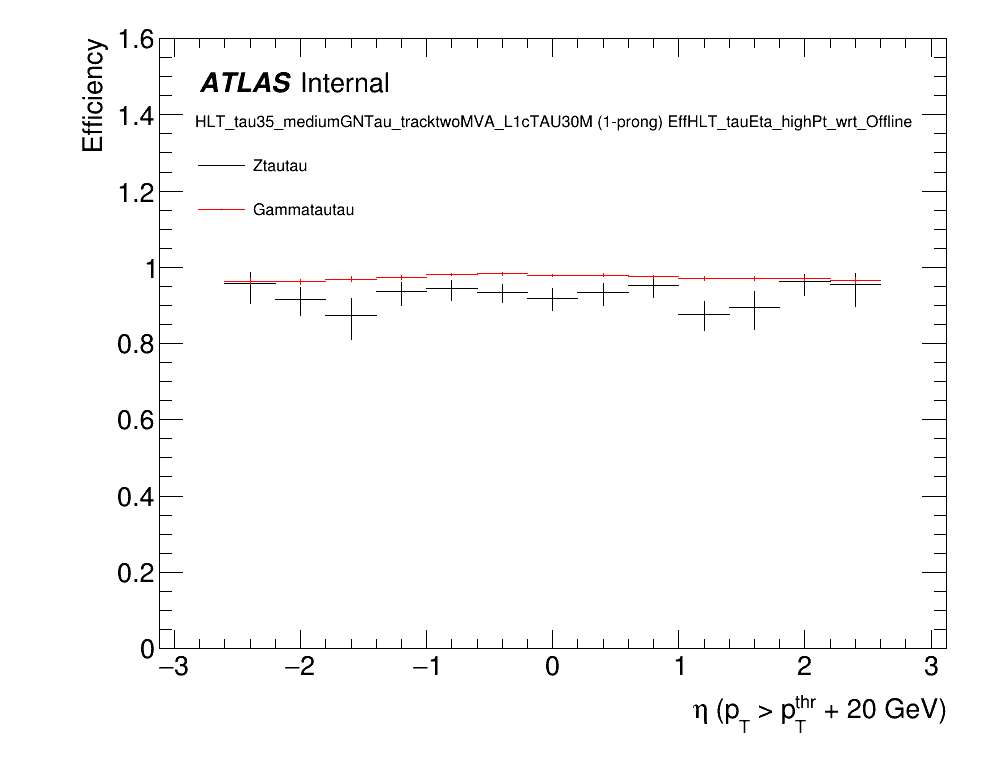 ATLAS Internal
HLT_tau35_mediumGNTau_tracktwoMVA_L1cTAU30M (1-prong) EffHLT_tauEta_highPt_wrt_Offline
Ztautau
Gammatautau
Efficiency
1.6
1.4
1.2
1
0.8
0.6
0.4
0.2
0
−3 −2 −1 0 1 2 3
η (p_T > p_T^thr + 20 GeV)